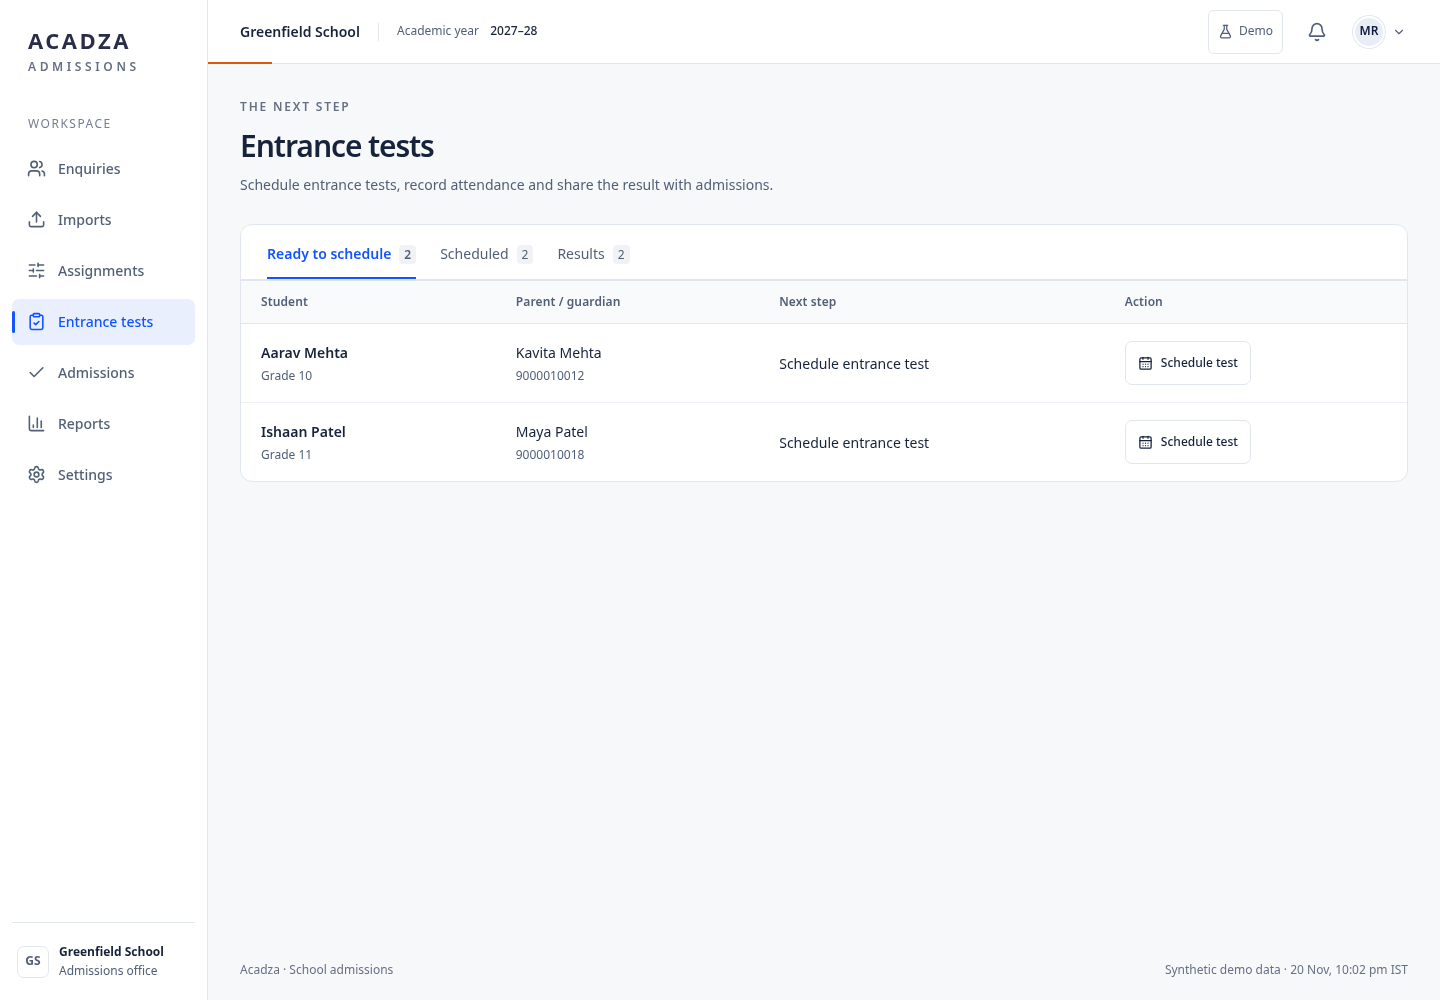 ACADZA
ADMISSIONS
WORKSPACE
Enquiries
Imports
Assignments
Entrance tests
Admissions
Reports
Settings
GS
Greenfield School
Admissions office
Greenfield School
Academic year 2027–28
Demo
MR
THE NEXT STEP
Entrance tests
Schedule entrance tests, record attendance and share the result with admissions.
Ready to schedule 2 Scheduled 2 Results 2
Student Parent / guardian Next step Action
Aarav Mehta Kavita Mehta Schedule entrance test Schedule test
Grade 10 9000010012
Ishaan Patel Maya Patel Schedule entrance test Schedule test
Grade 11 9000010018
Acadza · School admissions
Synthetic demo data · 20 Nov, 10:02 pm IST